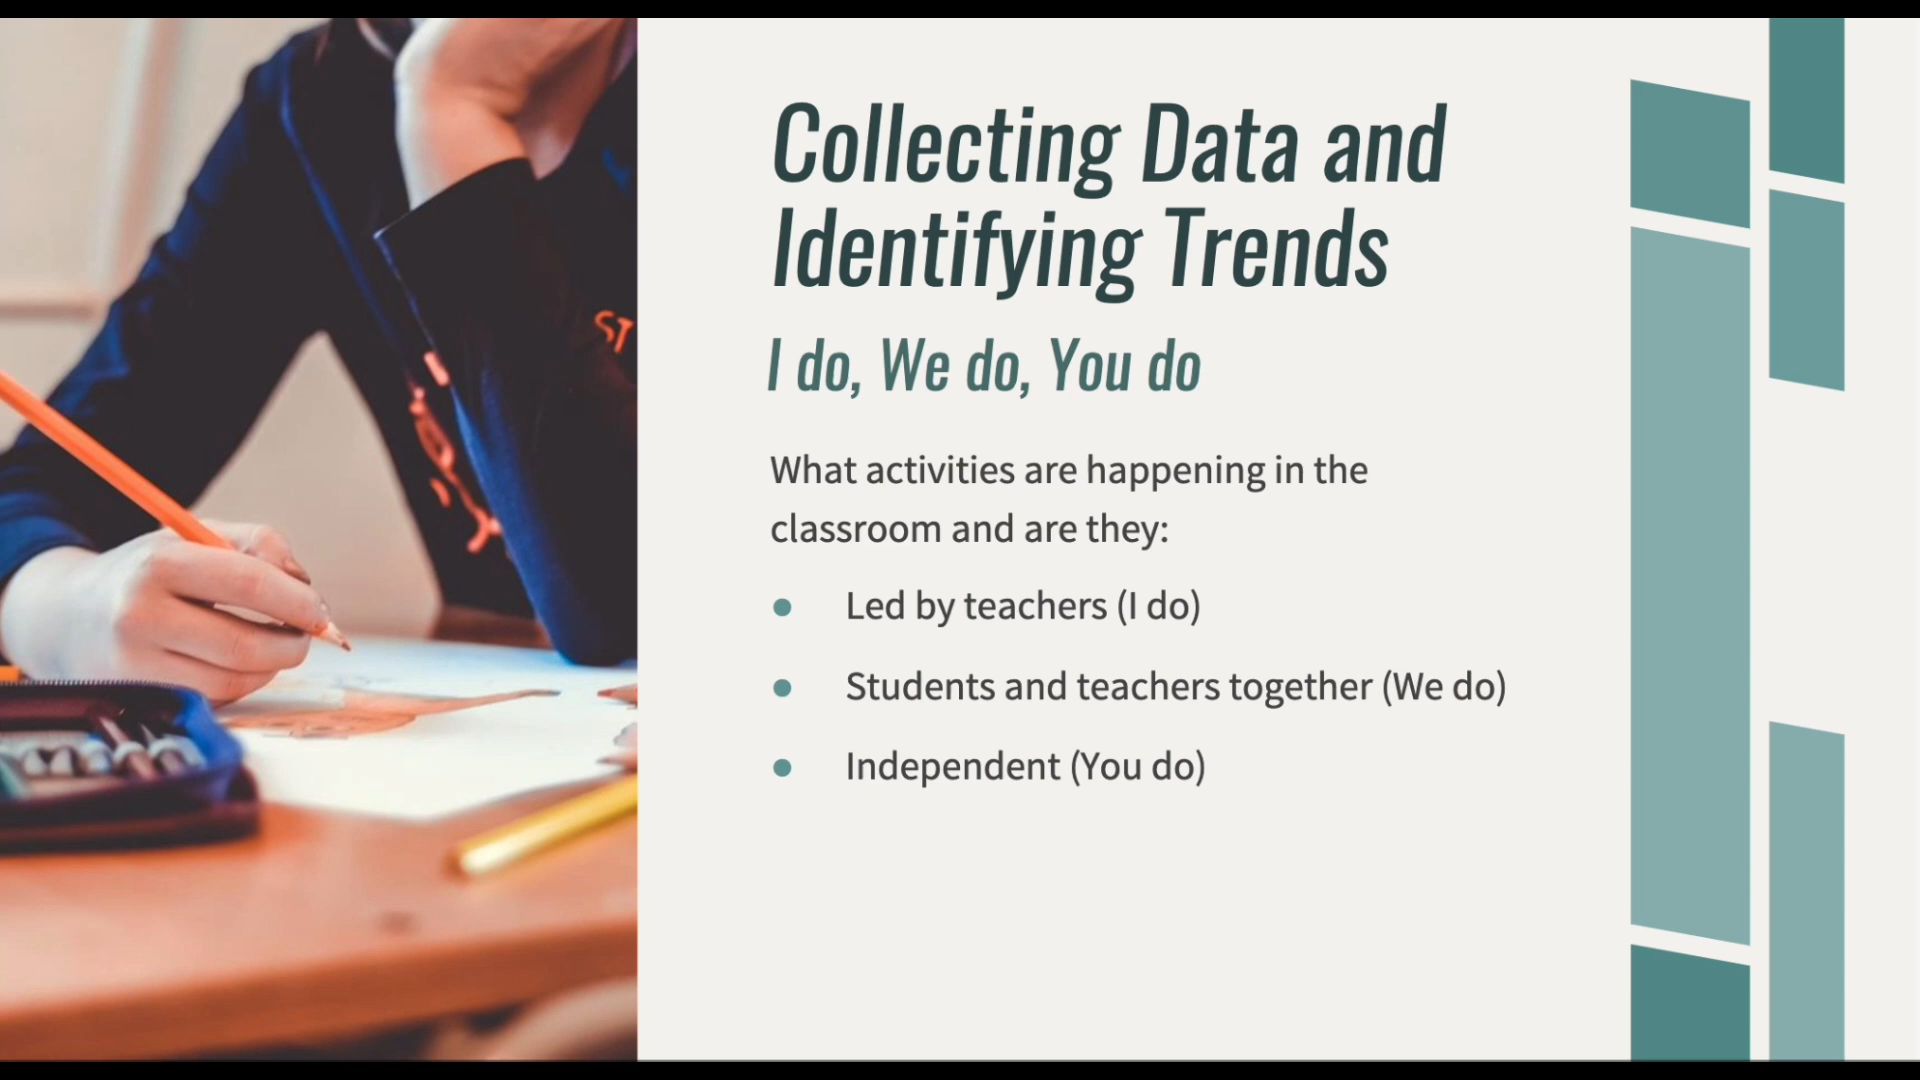 Collecting Data and
Identifying Trends
I do, We do, You do
What activities are happening in the
classroom and are they:
● Led by teachers (I do)
● Students and teachers together (We do)
● Independent (You do)
ST